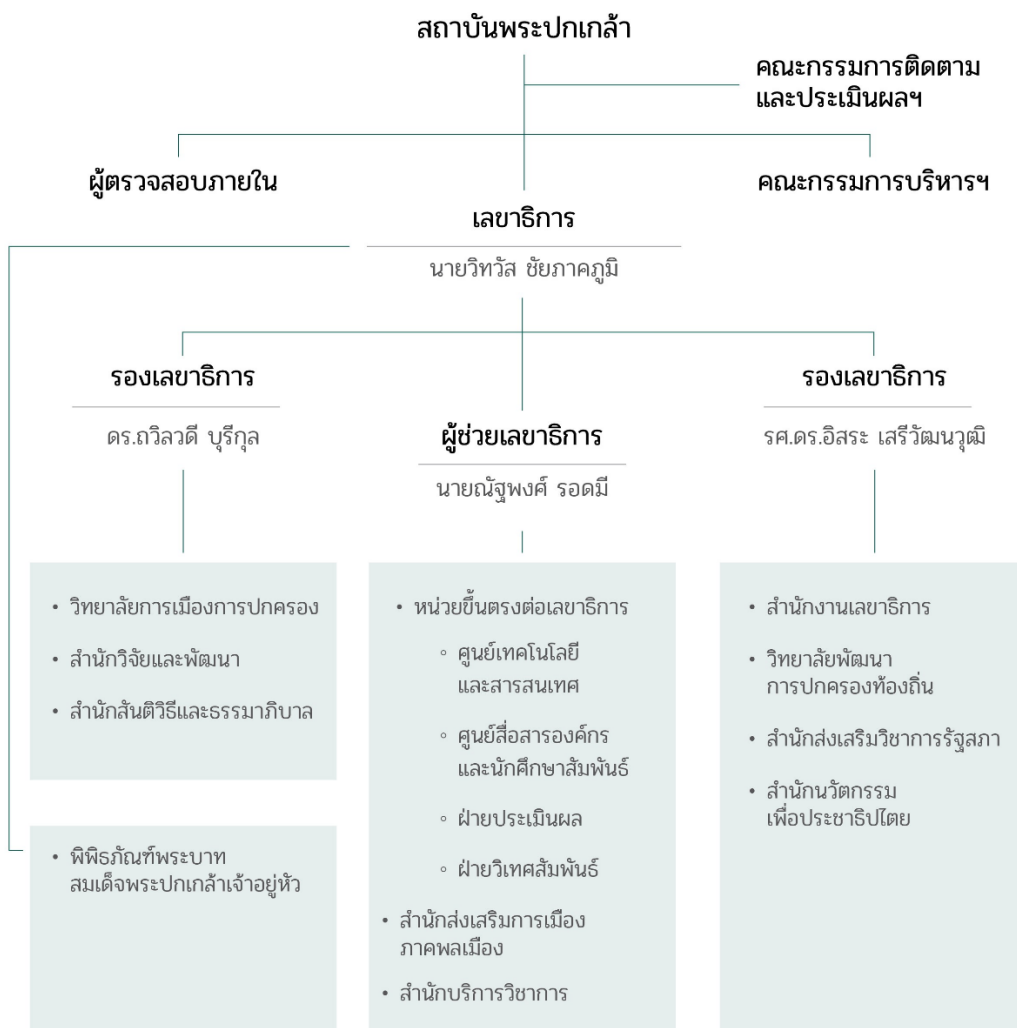 สถาบันพระปกเกล้า
คณะกรรมการติดตาม
และประเมินผลฯ
ผู้ตรวจสอบภายใน
คณะกรรมการบริหารฯ
เลขาธิการ
นายวิทวัส ชัยภาคภูมิ
รองเลขาธิการ
ดร.ถวิลวดี บุรีกุล
ผู้ช่วยเลขาธิการ
นายณัฐพงศ์ รอดมี
รองเลขาธิการ
รศ.ดร.อิสระ เสรีวัฒนวุฒิ
• วิทยาลัยการเมืองการปกครอง
• สำนักวิจัยและพัฒนา
• สำนักสันติวิธีและธรรมาภิบาล
• พิพิธภัณฑ์พระบาท
สมเด็จพระปกเกล้าเจ้าอยู่หัว
• หน่วยขึ้นตรงต่อเลขาธิการ
◦ ศูนย์เทคโนโลยี
และสารสนเทศ
◦ ศูนย์สื่อสารองค์กร
และนักศึกษาสัมพันธ์
◦ ฝ่ายประเมินผล
◦ ฝ่ายวิเทศสัมพันธ์
• สำนักส่งเสริมการเมือง
ภาคพลเมือง
• สำนักบริการวิชาการ
• สำนักงานเลขาธิการ
• วิทยาลัยพัฒนา
การปกครองท้องถิ่น
• สำนักส่งเสริมวิชาการรัฐสภา
• สำนักนวัตกรรม
เพื่อประชาธิปไตย